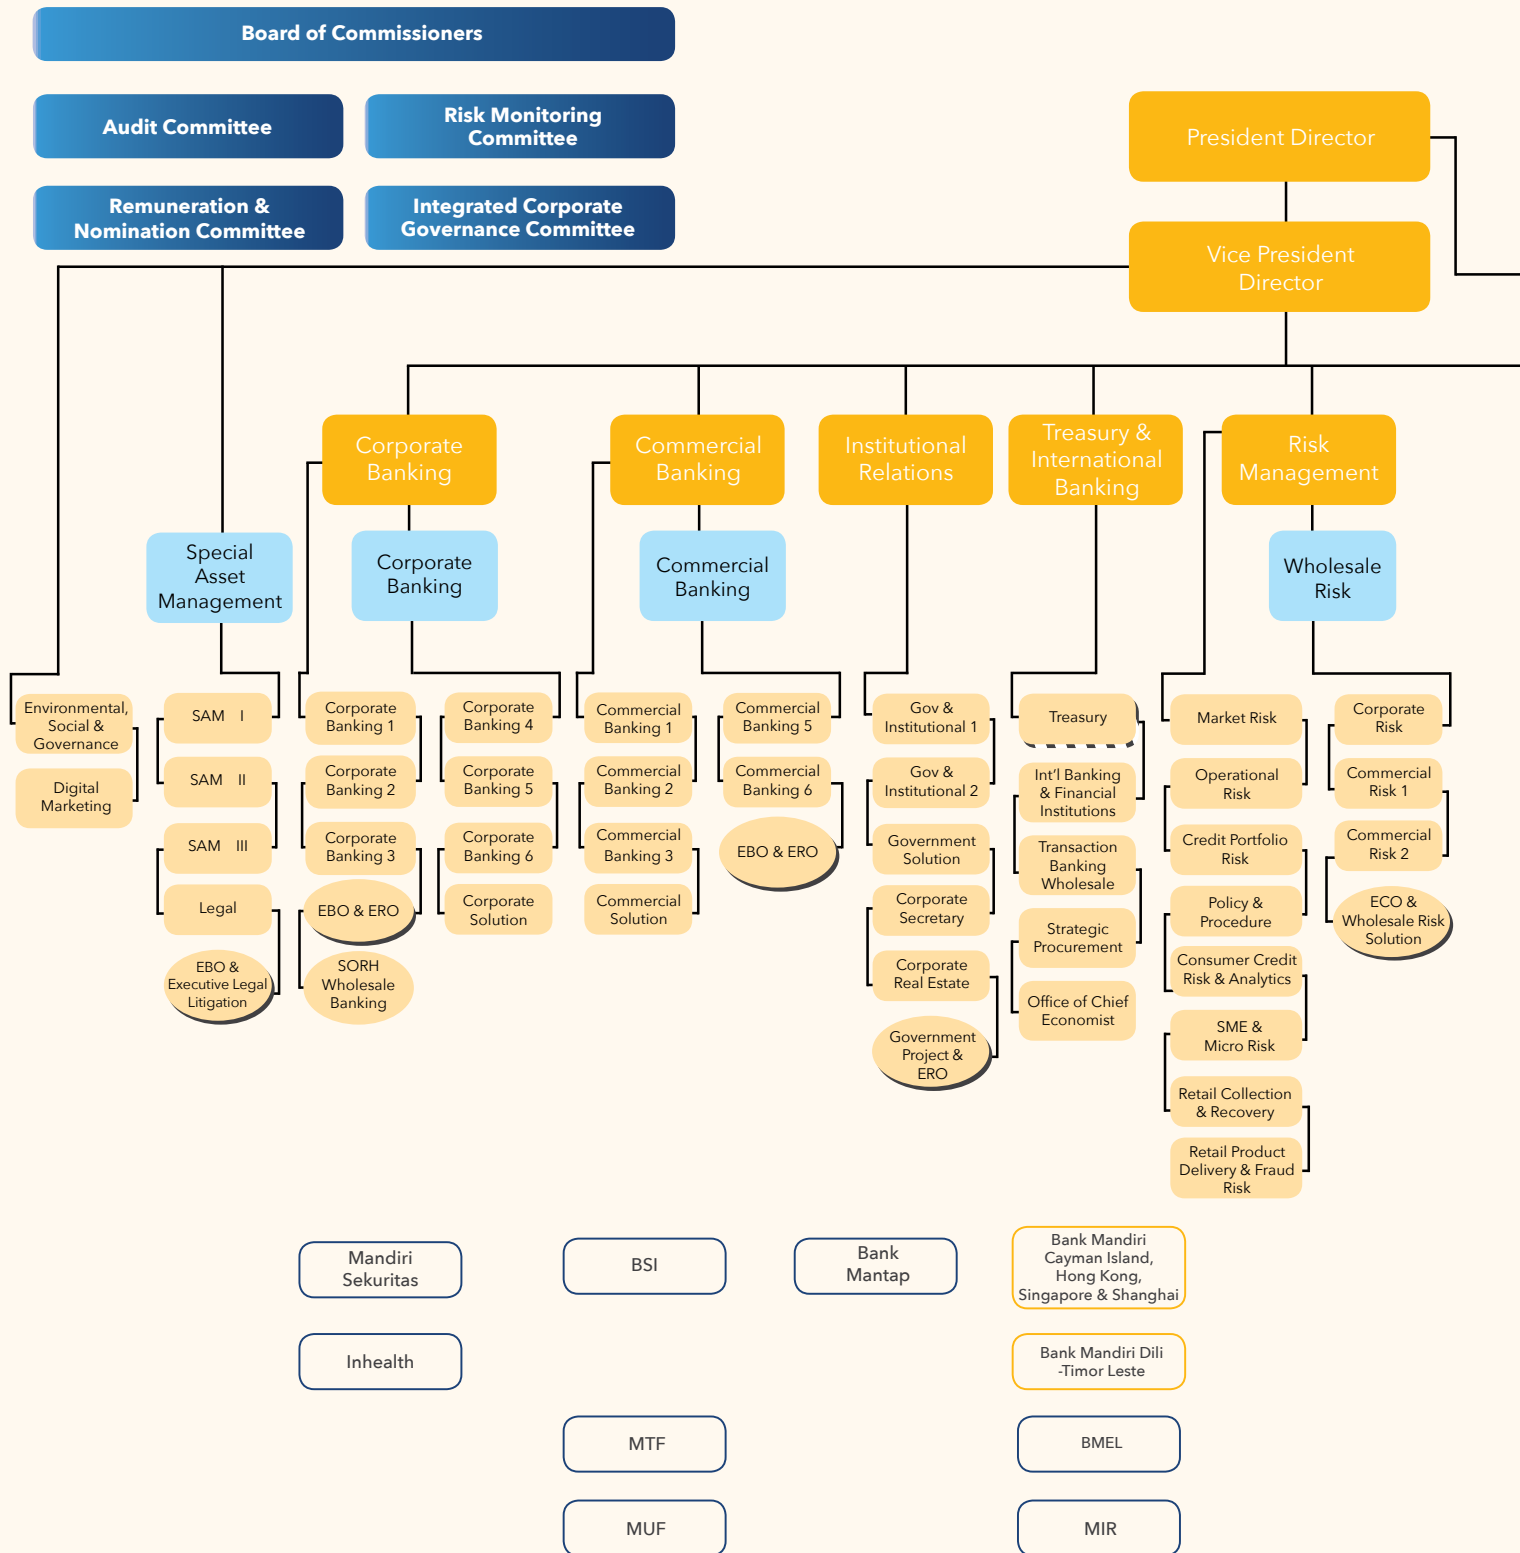 Board of Commissioners
Audit Committee
Risk Monitoring
Committee
Remuneration &
Nomination Committee
Integrated Corporate
Governance Committee
President Director
Vice President
Director
Corporate
Banking
Commercial
Banking
Institutional
Relations
Treasury &
International
Banking
Risk
Management
Special
Asset
Management
Corporate
Banking
Commercial
Banking
Wholesale
Risk
Environmental,
Social &
Governance
Digital
Marketing
SAM I
SAM II
SAM III
Legal
EBO &
Executive Legal
Litigation
Corporate
Banking 1
Corporate
Banking 2
Corporate
Banking 3
EBO & ERO
SORH
Wholesale
Banking
Corporate
Banking 4
Corporate
Banking 5
Corporate
Banking 6
Corporate
Solution
Commercial
Banking 1
Commercial
Banking 2
Commercial
Banking 3
Commercial
Solution
Commercial
Banking 5
Commercial
Banking 6
EBO & ERO
Gov &
Institutional 1
Gov &
Institutional 2
Government
Solution
Corporate
Secretary
Corporate
Real Estate
Government
Project &
ERO
Treasury
Int'l Banking
& Financial
Institutions
Transaction
Banking
Wholesale
Strategic
Procurement
Office of Chief
Economist
Market Risk
Operational
Risk
Credit Portfolio
Risk
Policy &
Procedure
Consumer Credit
Risk & Analytics
SME &
Micro Risk
Retail Collection
& Recovery
Retail Product
Delivery & Fraud
Risk
Corporate
Risk
Commercial
Risk 1
Commercial
Risk 2
ECO &
Wholesale Risk
Solution
Mandiri
Sekuritas
BSI
Bank
Mantap
Bank Mandiri
Cayman Island,
Hong Kong,
Singapore & Shanghai
Inhealth
Bank Mandiri Dili
-Timor Leste
MTF
BMEL
MUF
MIR